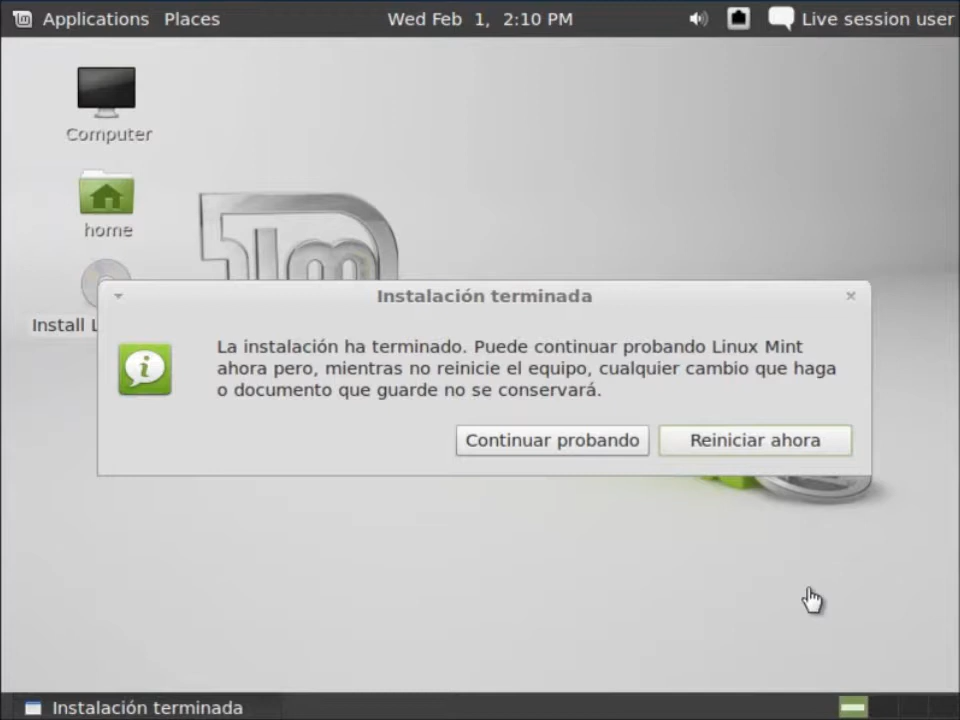 Applications Places Wed Feb 1, 2:10 PM Live session user
Computer
home
Install L
Instalación terminada
La instalación ha terminado. Puede continuar probando Linux Mint
ahora pero, mientras no reinicie el equipo, cualquier cambio que haga
o documento que guarde no se conservará.
Continuar probando Reiniciar ahora
Instalación terminada